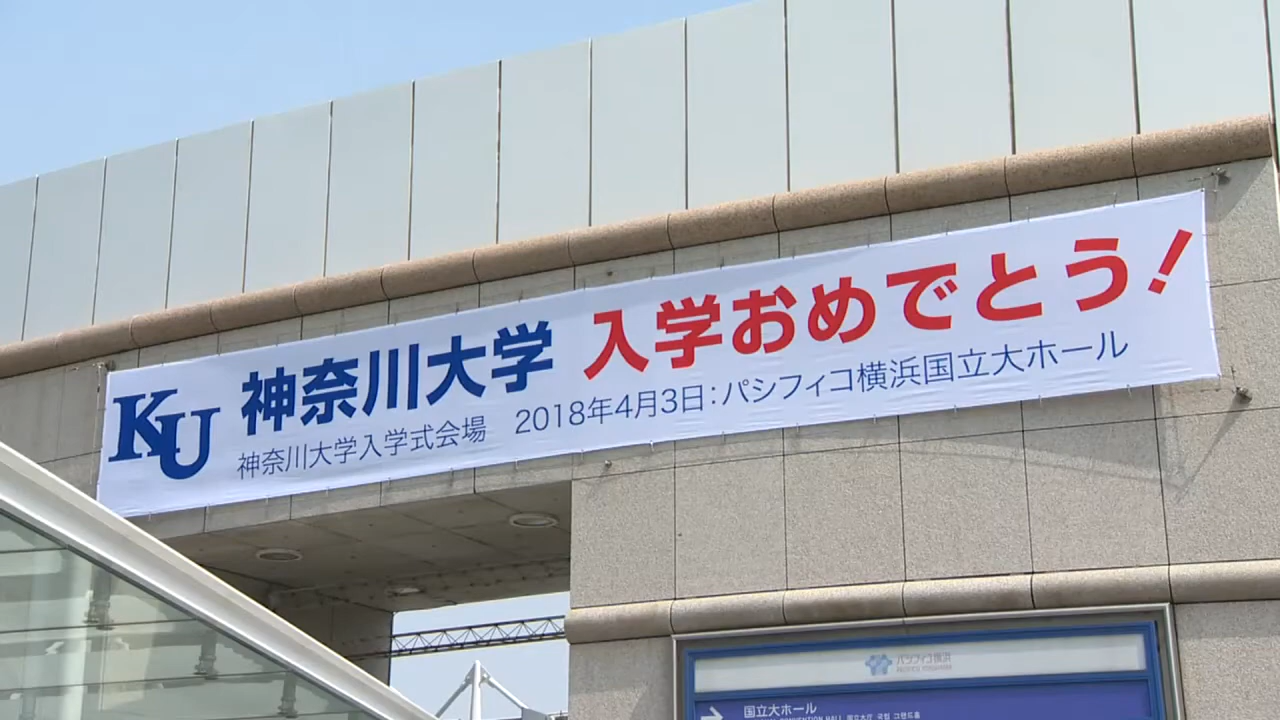 KU 神奈川大学 入学おめでとう!
神奈川大学入学式会場 2018年4月3日:パシフィコ横浜国立大ホール
パシフィコ横浜
国立大ホール